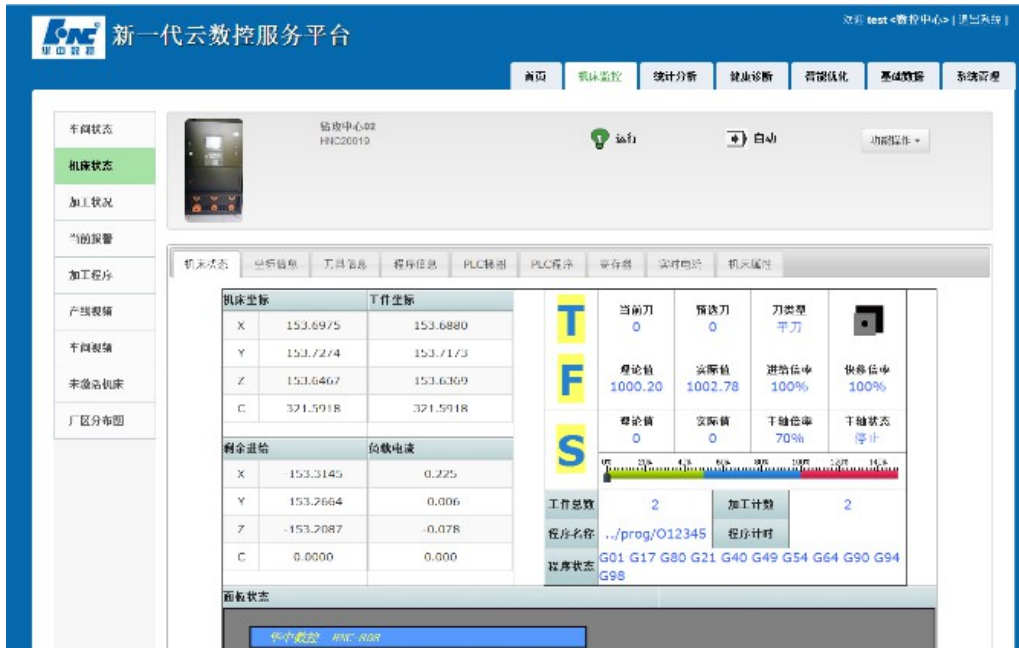 华中数控
新一代云数控服务平台
欢迎 test <数控中心> | 退出系统 |
首页 机床监控 统计分析 健康诊断 智能优化 基础数据 系统管理
车间状态
机床状态
加工状况
当前报警
加工程序
产线视频
车间视频
未激活机床
厂区分布图
钻攻中心02
HNC20019
运行
自动
功能操作
机床状态 坐标信息 刀具信息 程序信息 PLC梯图 PLC程序 寄存器 实时电流 机床属性
机床坐标 工件坐标
X 153.6975 153.6880
Y 153.7274 153.7173
Z 153.6467 153.6369
C 321.5918 321.5918
剩余进给 负载电流
X -153.3145 0.225
Y 153.2664 0.006
Z -153.2087 -0.078
C 0.0000 0.000
T
当前刀 预选刀 刀类型
0 0 平刀
F
理论值 实际值 进给倍率 快移倍率
1000.20 1002.78 100% 100%
S
理论值 实际值 主轴倍率 主轴状态
0 0 70% 停止
0% 20% 40% 60% 80% 100% 120% 140%
工件总数 2 加工计数 2
程序名称 ../prog/O12345 程序计时
程序状态 G01 G17 G80 G21 G40 G49 G54 G64 G90 G94
G98
面板状态
华中数控 HNC-808